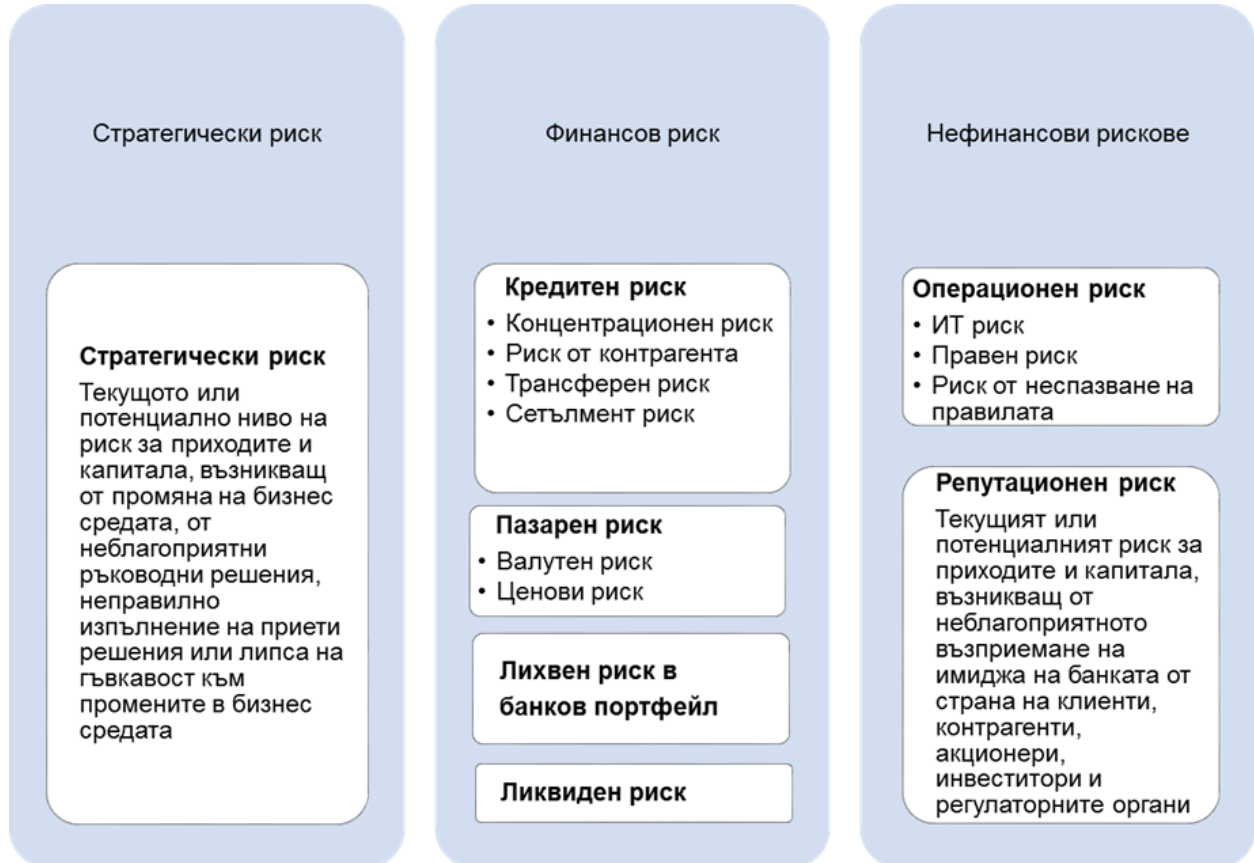 Стратегически риск
Стратегически риск
Текущото или
потенциално ниво на
риск за приходите и
капитала, възникващ
от промяна на бизнес
средата, от
неблагоприятни
ръководни решения,
неправилно
изпълнение на приети
решения или липса на
гъвкавост към
промените в бизнес
средата
Финансов риск
Кредитен риск
• Концентрационен риск
• Риск от контрагента
• Трансферен риск
• Сетълмент риск
Пазарен риск
• Валутен риск
• Ценови риск
Лихвен риск в
банков портфейл
Ликвиден риск
Нефинансови рискове
Операционен риск
• ИТ риск
• Правен риск
• Риск от неспазване на
правилата
Репутационен риск
Текущият или
потенциалният риск за
приходите и капитала,
възникващ от
неблагоприятното
възприемане на
имиджа на банката от
страна на клиенти,
контрагенти,
акционери,
инвеститори и
регулаторните органи